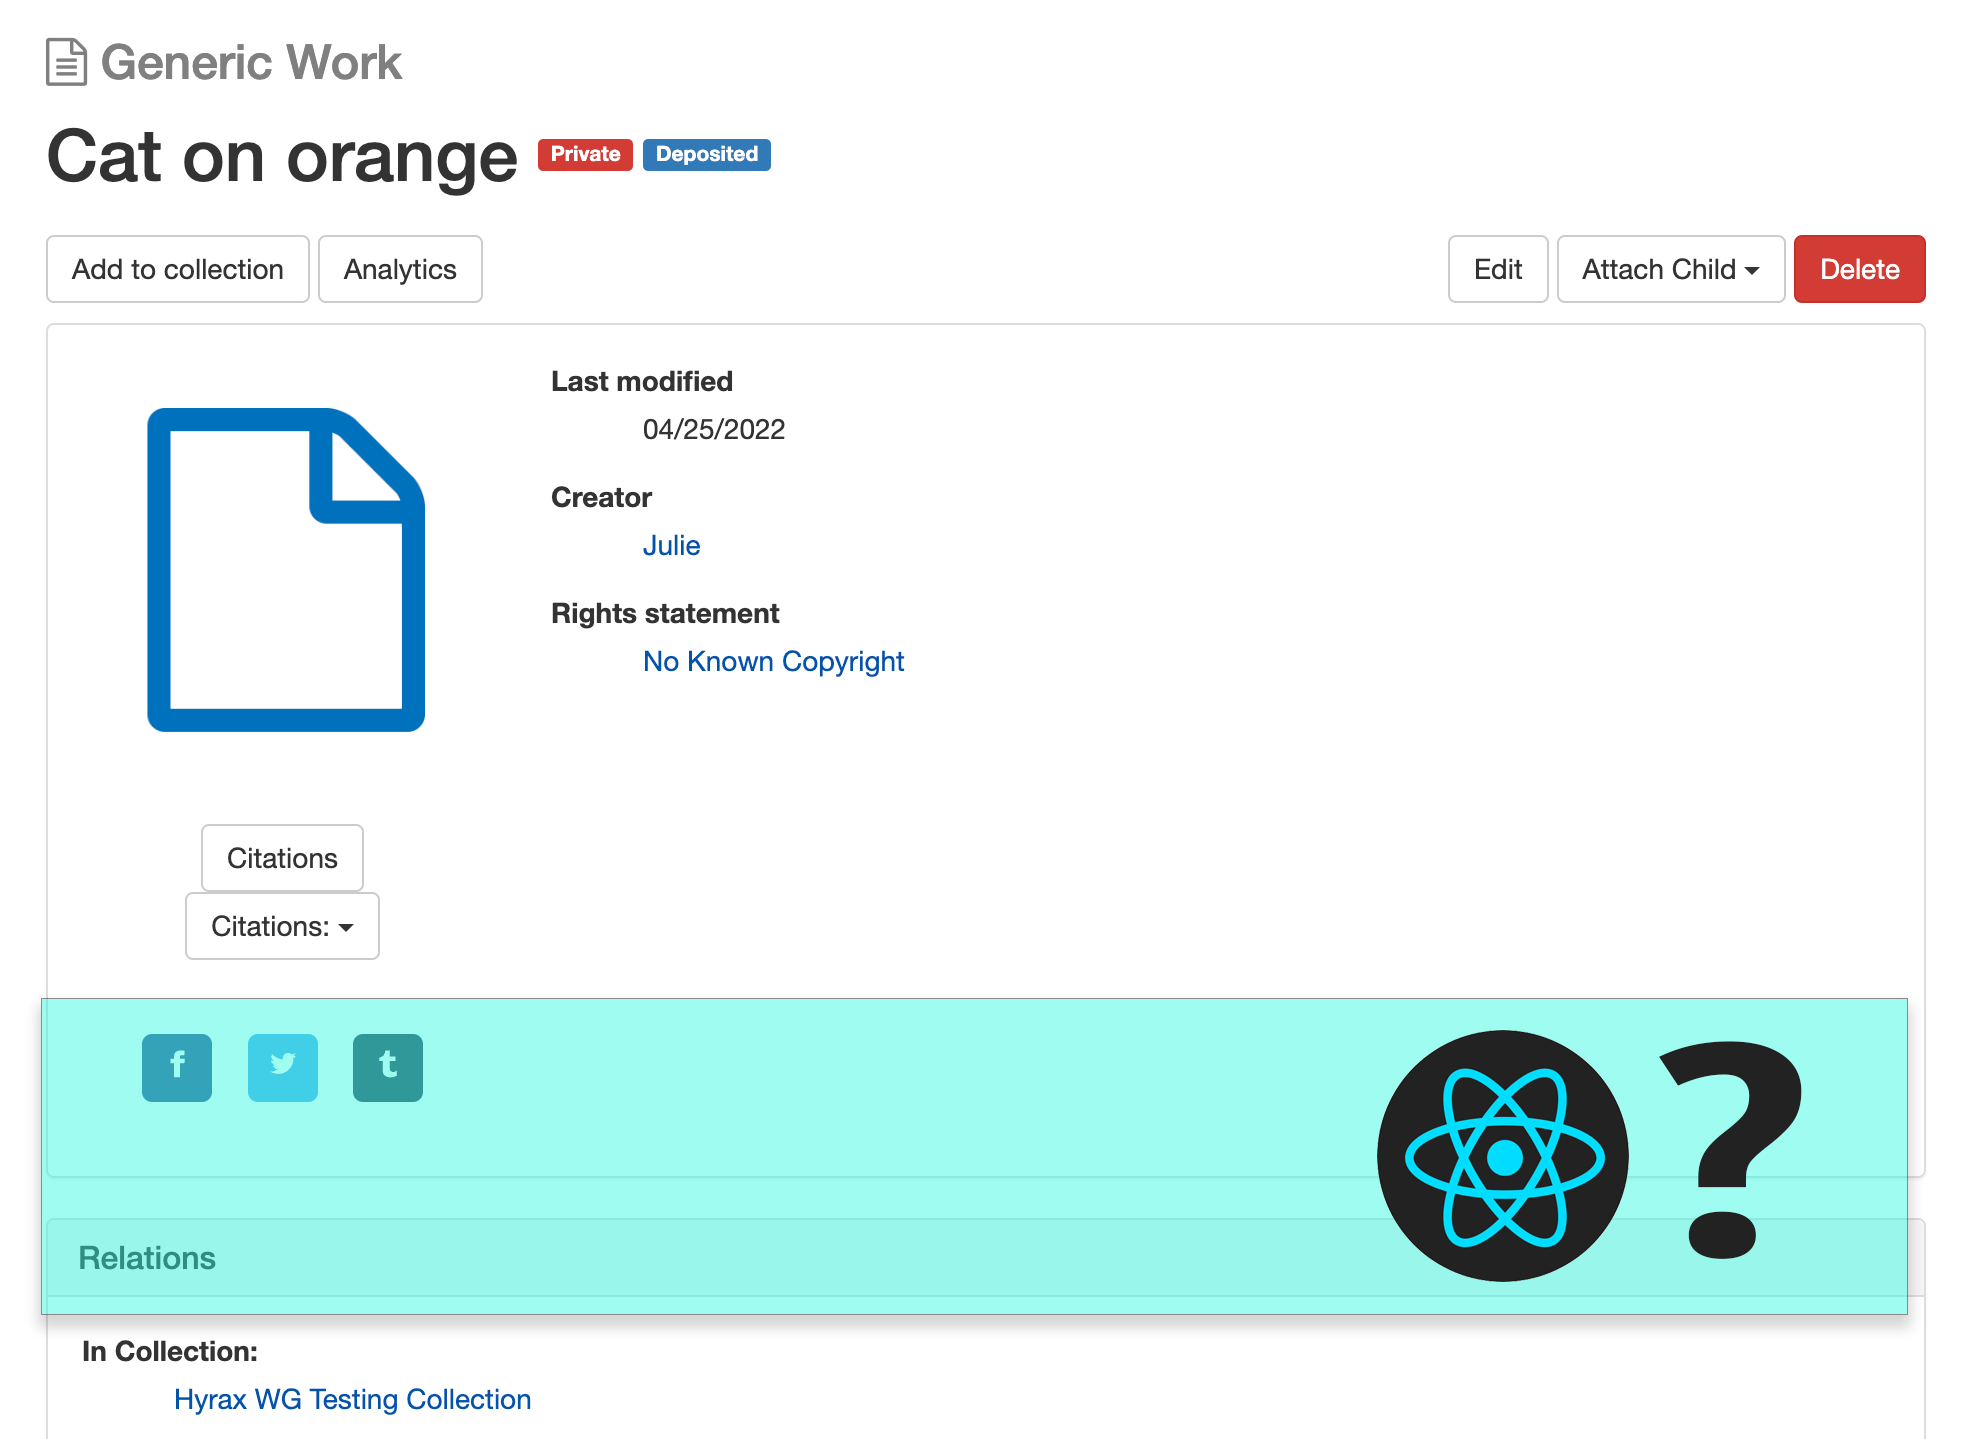 Generic Work
Cat on orange Private Deposited
Add to collection Analytics Edit Attach Child Delete
Last modified
04/25/2022
Creator
Julie
Rights statement
No Known Copyright
Citations
Citations:
f t
?
Relations
In Collection:
Hyrax WG Testing Collection